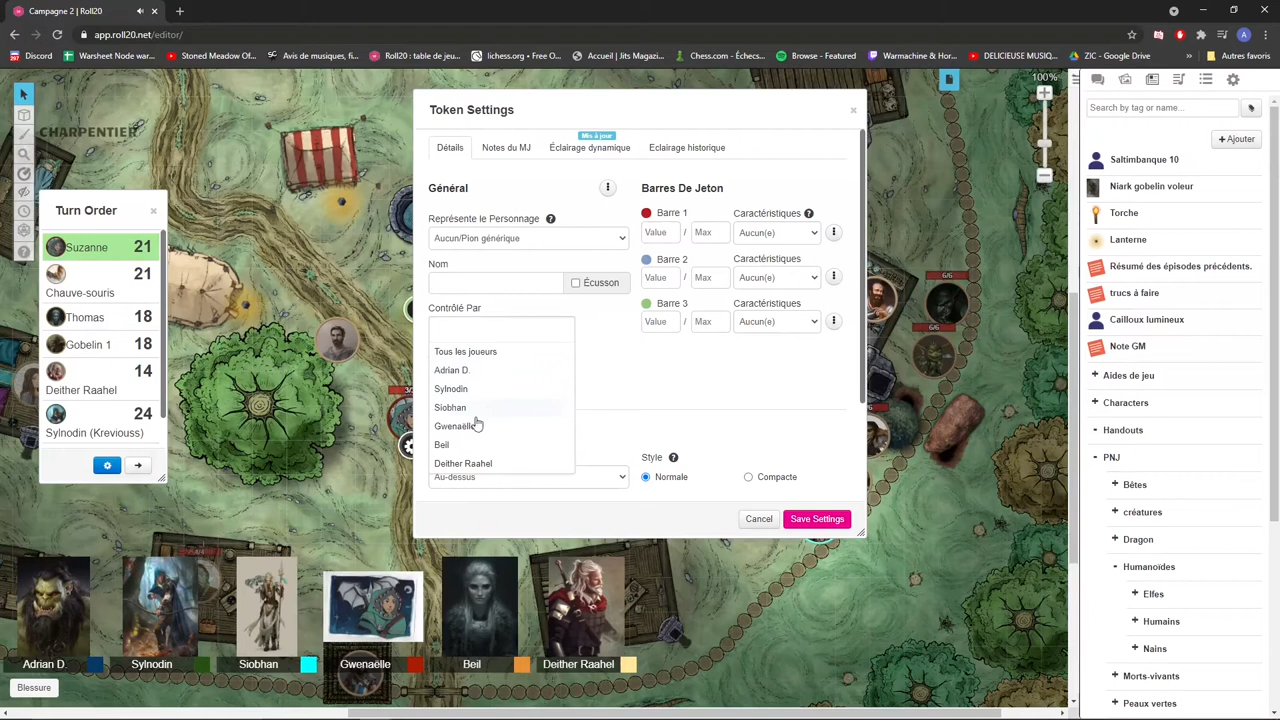 Campagne 2 | Roll20
app.roll20.net/editor/
Discord
Warsheet Node war...
Stoned Meadow Of...
Avis de musiques, fi...
Roll20 : table de jeu...
lichess.org • Free O...
Accueil | Jits Magazi...
Chess.com - Échecs...
Browse - Featured
Warmachine & Hor...
DELICIEUSE MUSIQ...
ZIC - Google Drive
Autres favoris
CHARPENTIER
100%
Search by tag or name...
+ Ajouter
Saltimbanque 10
Niark gobelin voleur
Torche
Lanterne
Résumé des épisodes précédents.
trucs à faire
Cailloux lumineux
Note GM
+ Aides de jeu
+ Characters
- Handouts
- PNJ
+ Bêtes
+ créatures
+ Dragon
- Humanoïdes
+ Elfes
+ Humains
+ Nains
+ Morts-vivants
+ Peaux vertes
Turn Order
Suzanne 21
21
Chauve-souris
Thomas 18
Gobelin 1 18
14
Deither Raahel
24
Sylnodin (Kreviouss)
Token Settings
Mis à jour
Détails Notes du MJ Éclairage dynamique Eclairage historique
Général
Représente le Personnage
Aucun/Pion générique
Nom
Écusson
Contrôlé Par
Tous les joueurs
Adrian D.
Sylnodin
Siobhan
Gwenaëlle
Beil
Deither Raahel
Au-dessus
Barres De Jeton
Barre 1 Caractéristiques
Value / Max Aucun(e)
Barre 2 Caractéristiques
Value / Max Aucun(e)
Barre 3 Caractéristiques
Value / Max Aucun(e)
Style
Normale Compacte
Cancel Save Settings
6/6
6/6
Adrian D. Sylnodin Siobhan Gwenaëlle Beil Deither Raahel
Blessure